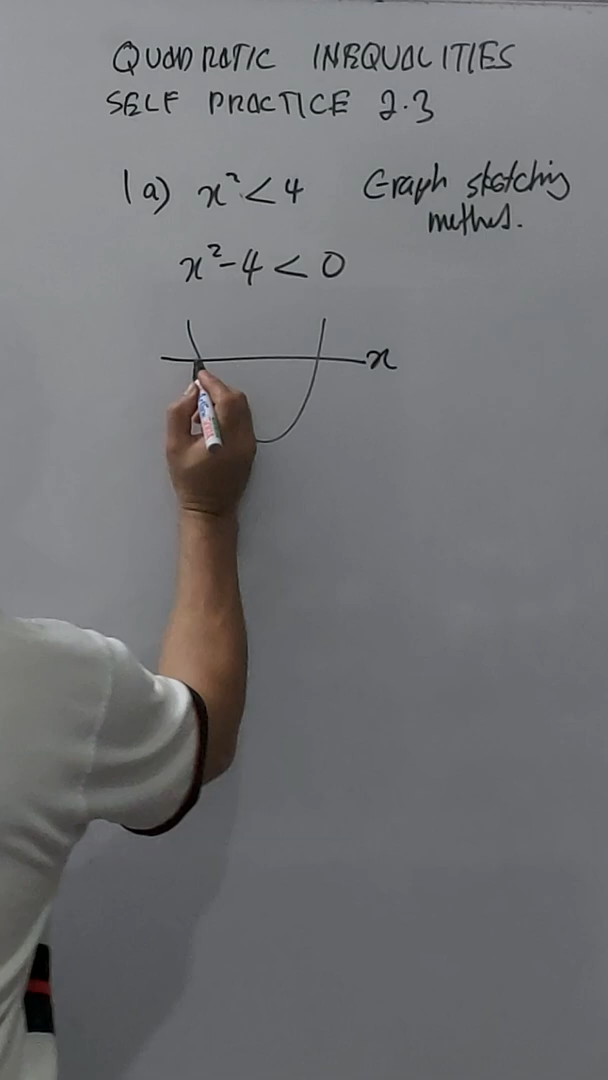 QUADRATIC INEQUALITIES
SELF PRACTICE 2.3
1a) x² < 4 Graph sketching
method.
x² - 4 < 0
x